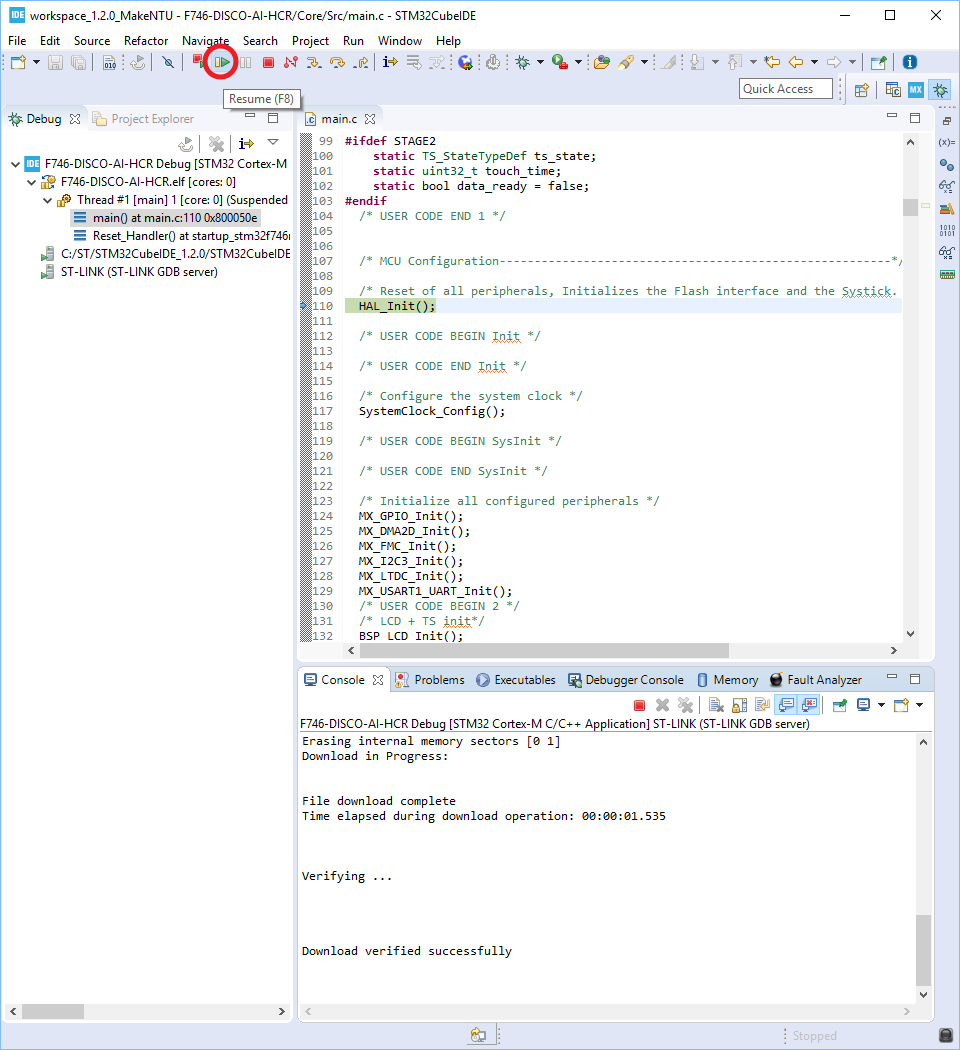 IDE workspace_1.2.0_MakeNTU - F746-DISCO-AI-HCR/Core/Src/main.c - STM32CubeIDE
File Edit Source Refactor Navigate Search Project Run Window Help
010
Quick Access
MX
Resume (F8)
Debug Project Explorer
IDE F746-DISCO-AI-HCR Debug [STM32 Cortex-M
F746-DISCO-AI-HCR.elf [cores: 0]
Thread #1 [main] 1 [core: 0] (Suspended
main() at main.c:110 0x800050e
Reset_Handler() at startup_stm32f746n
C:/ST/STM32CubeIDE_1.2.0/STM32CubeIDE
ST-LINK (ST-LINK GDB server)
main.c
99 #ifdef STAGE2
100 static TS_StateTypeDef ts_state;
101 static uint32_t touch_time;
102 static bool data_ready = false;
103 #endif
104 /* USER CODE END 1 */
105
106
107 /* MCU Configuration--------------------------------------------------------*/
108
109 /* Reset of all peripherals, Initializes the Flash interface and the Systick.
110 HAL_Init();
111
112 /* USER CODE BEGIN Init */
113
114 /* USER CODE END Init */
115
116 /* Configure the system clock */
117 SystemClock_Config();
118
119 /* USER CODE BEGIN SysInit */
120
121 /* USER CODE END SysInit */
122
123 /* Initialize all configured peripherals */
124 MX_GPIO_Init();
125 MX_DMA2D_Init();
126 MX_FMC_Init();
127 MX_I2C3_Init();
128 MX_LTDC_Init();
129 MX_USART1_UART_Init();
130 /* USER CODE BEGIN 2 */
131 /* LCD + TS init*/
132 BSP_LCD_Init();
(x)=
1010
0101
Console Problems Executables Debugger Console Memory Fault Analyzer
F746-DISCO-AI-HCR Debug [STM32 Cortex-M C/C++ Application] ST-LINK (ST-LINK GDB server)
Erasing internal memory sectors [0 1]
Download in Progress:
File download complete
Time elapsed during download operation: 00:00:01.535
Verifying ...
Download verified successfully
Stopped